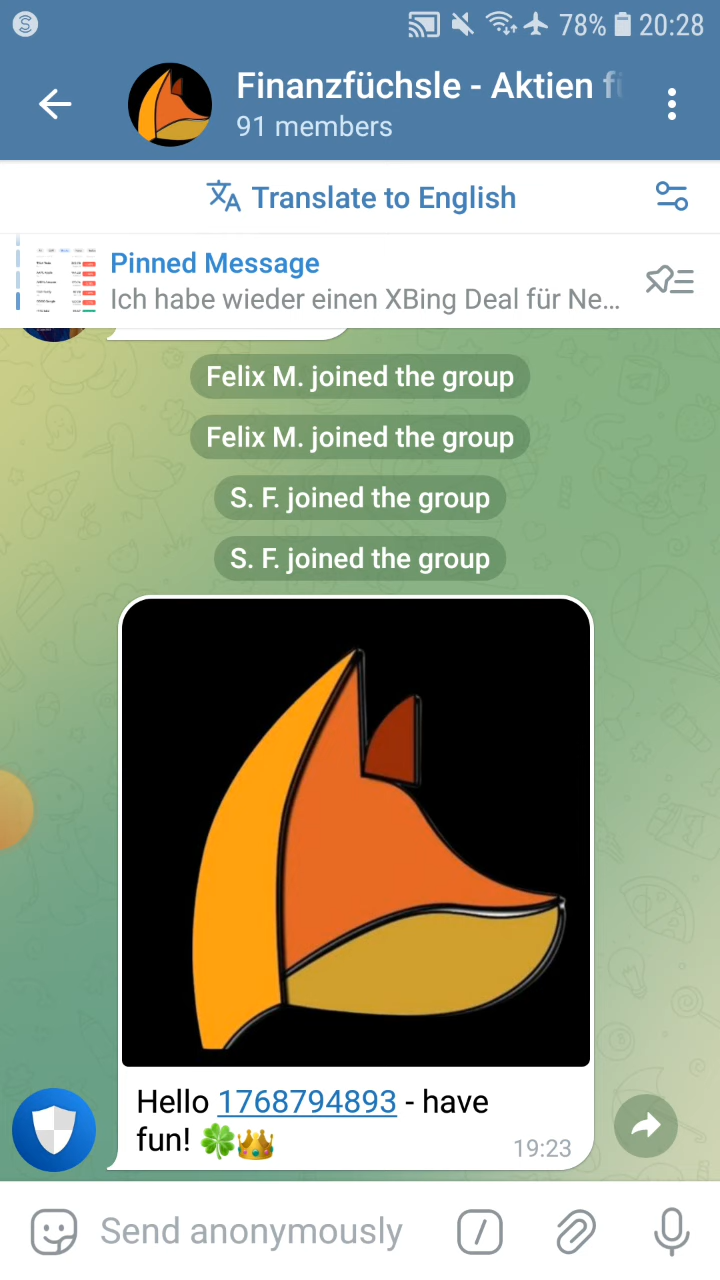 78% 20:28
Finanzfüchsle - Aktien fü
91 members
Translate to English
Pinned Message
Ich habe wieder einen XBing Deal für Ne...
Felix M. joined the group
Felix M. joined the group
S. F. joined the group
S. F. joined the group
Hello 1768794893 - have
fun! 🍀👑
19:23
Send anonymously